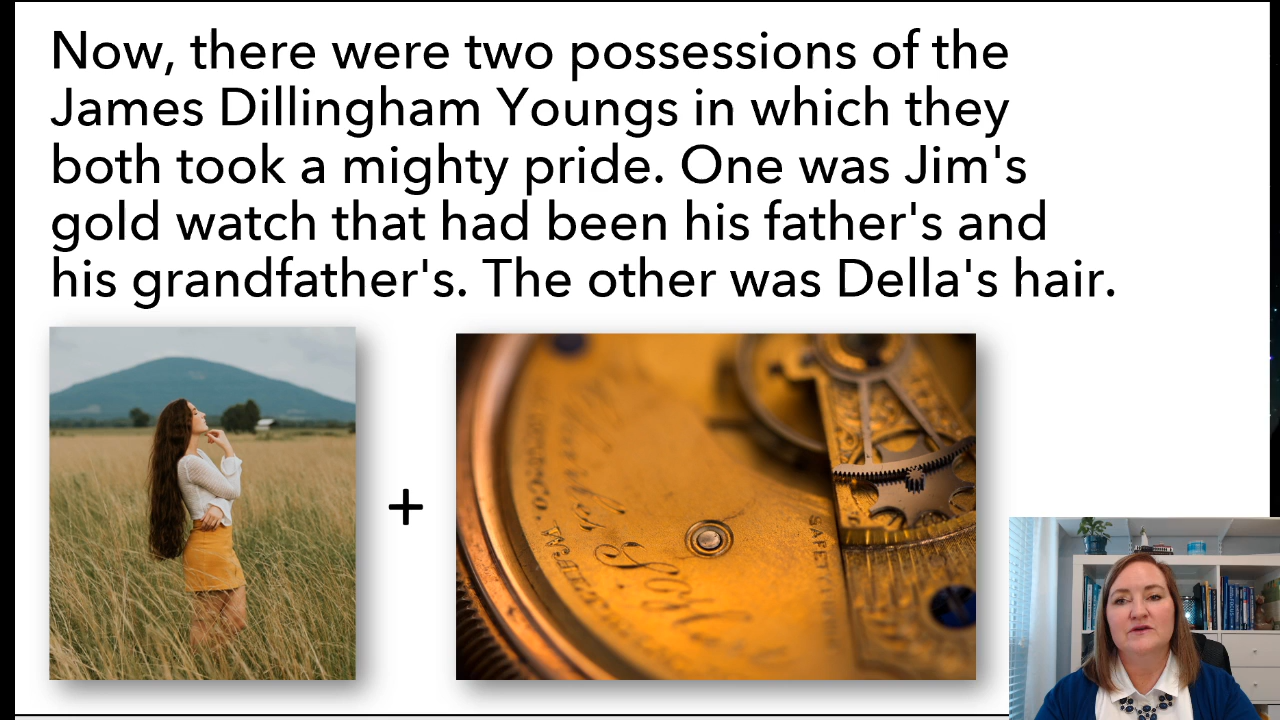 Now, there were two possessions of the
James Dillingham Youngs in which they
both took a mighty pride. One was Jim's
gold watch that had been his father's and
his grandfather's. The other was Della's hair.
+
SAFETY